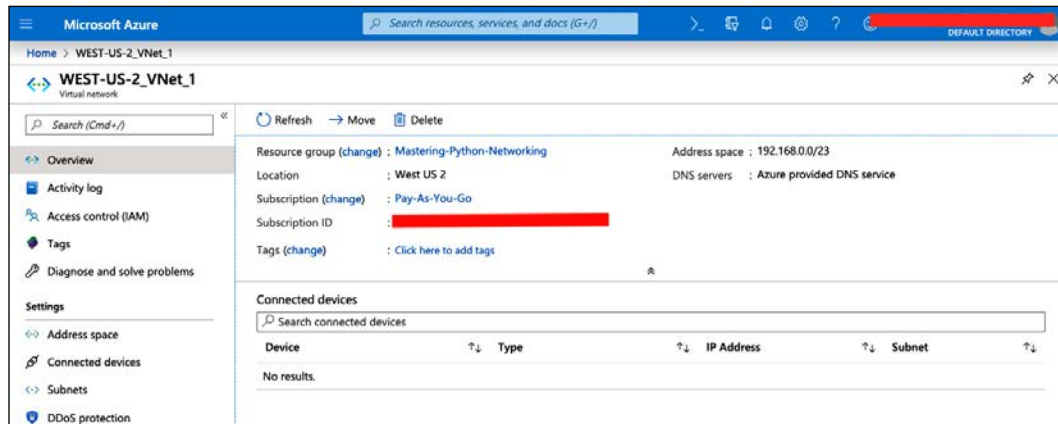 Microsoft Azure
Search resources, services, and docs (G+/)
DEFAULT DIRECTORY
Home > WEST-US-2_VNet_1
WEST-US-2_VNet_1
Virtual network
Search (Cmd+/)
Refresh Move Delete
Overview
Activity log
Access control (IAM)
Tags
Diagnose and solve problems
Settings
Address space
Connected devices
Subnets
DDoS protection
Resource group (change) : Mastering-Python-Networking
Location : West US 2
Subscription (change) : Pay-As-You-Go
Subscription ID :
Tags (change) : Click here to add tags
Address space : 192.168.0.0/23
DNS servers : Azure provided DNS service
Connected devices
Search connected devices
Device Type IP Address Subnet
No results.